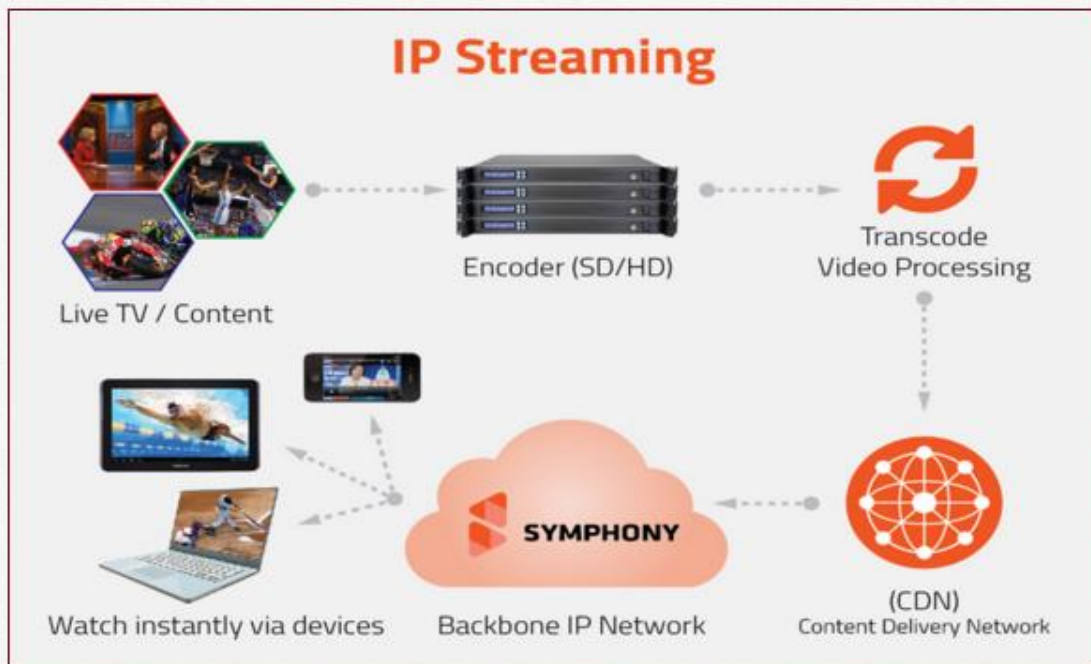 IP Streaming
Live TV / Content
Encoder (SD/HD)
Transcode
Video Processing
Watch instantly via devices
SYMPHONY
Backbone IP Network
(CDN)
Content Delivery Network